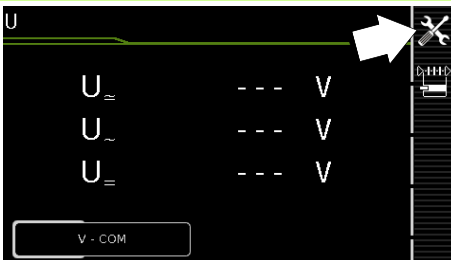 U
U≃ - - - V
U~ - - - V
U= - - - V
V - COM